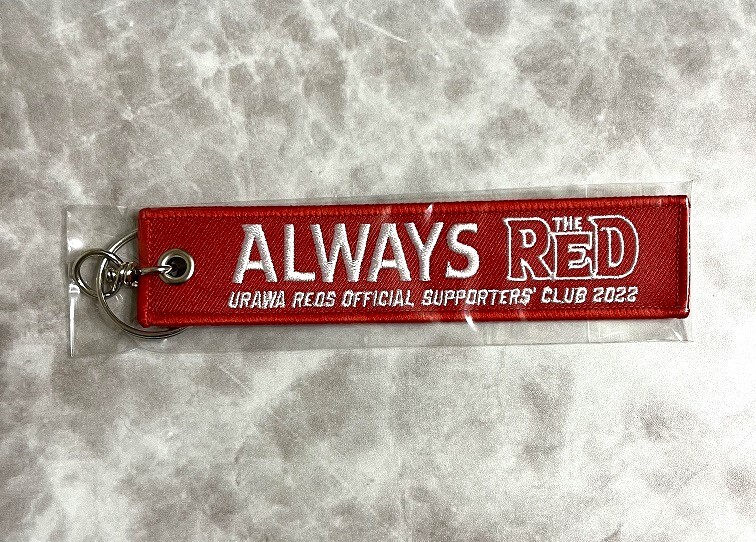 ALWAYS THE RED
URAWA REDS OFFICIAL SUPPORTERS' CLUB 2022